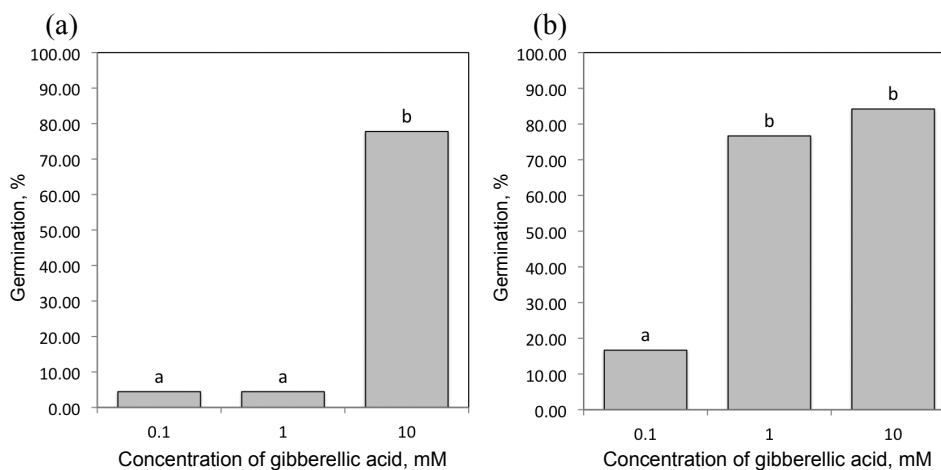 (a)
100.00
90.00
80.00
70.00
60.00
50.00
40.00
30.00
20.00
10.00
0.00
Germination, %
a
a
b
0.1
1
10
Concentration of gibberellic acid, mM
(b)
100.00
90.00
80.00
70.00
60.00
50.00
40.00
30.00
20.00
10.00
0.00
Germination, %
a
b
b
0.1
1
10
Concentration of gibberellic acid, mM